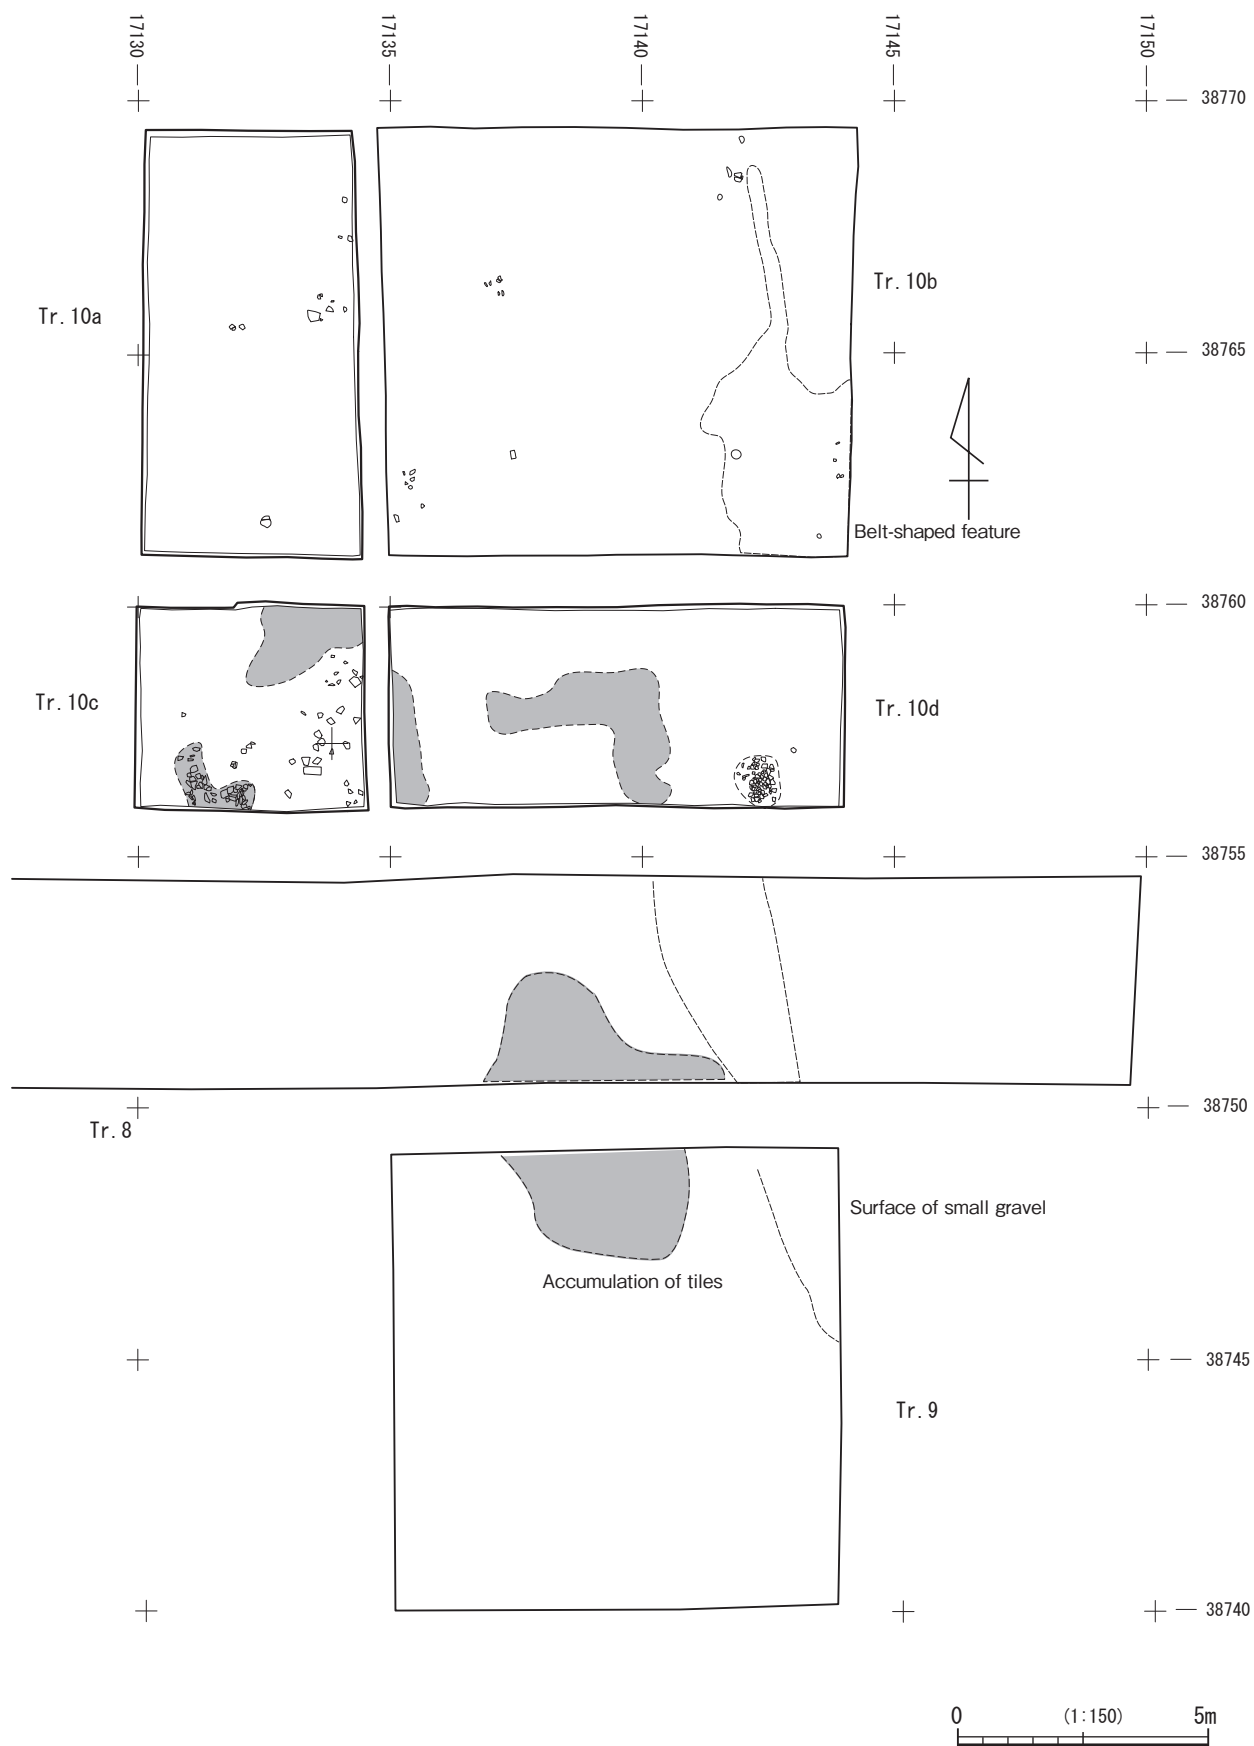 17130
17135
17140
17145
17150
38770
Tr. 10b
Tr. 10a
38765
Belt-shaped feature
38760
Tr. 10c
Tr. 10d
38755
38750
Tr. 8
Surface of small gravel
Accumulation of tiles
38745
Tr. 9
38740
0 (1:150) 5m